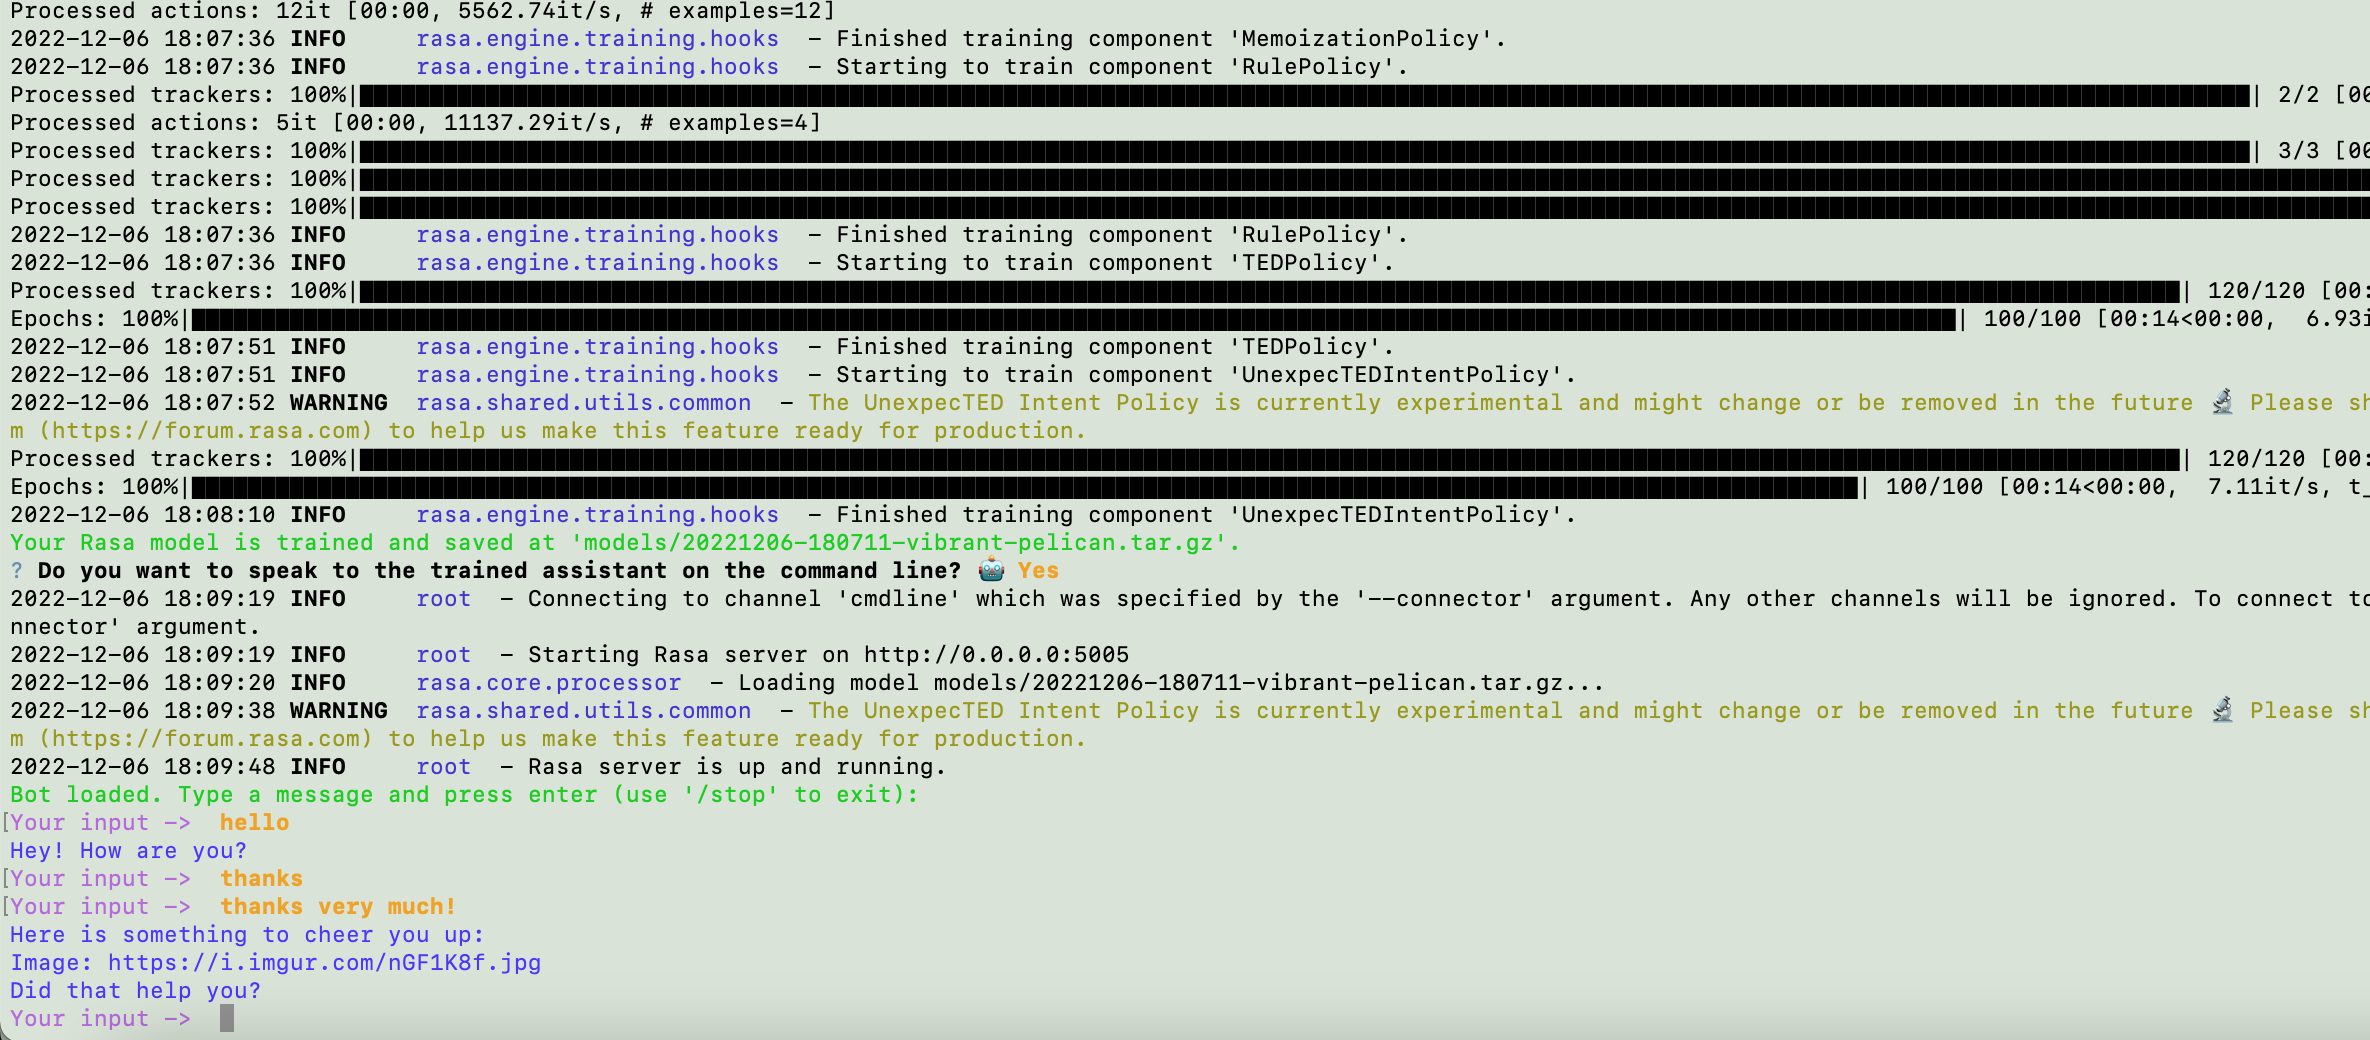 Processed actions: 12it [00:00, 5562.74it/s, # examples=12]
2022-12-06 18:07:36 INFO     rasa.engine.training.hooks  - Finished training component 'MemoizationPolicy'.
2022-12-06 18:07:36 INFO     rasa.engine.training.hooks  - Starting to train component 'RulePolicy'.
Processed trackers: 100%| | 2/2 [00
Processed actions: 5it [00:00, 11137.29it/s, # examples=4]
Processed trackers: 100%| | 3/3 [00
Processed trackers: 100%|
Processed trackers: 100%|
2022-12-06 18:07:36 INFO     rasa.engine.training.hooks  - Finished training component 'RulePolicy'.
2022-12-06 18:07:36 INFO     rasa.engine.training.hooks  - Starting to train component 'TEDPolicy'.
Processed trackers: 100%| | 120/120 [00:
Epochs: 100%| | 100/100 [00:14<00:00,  6.93i
2022-12-06 18:07:51 INFO     rasa.engine.training.hooks  - Finished training component 'TEDPolicy'.
2022-12-06 18:07:51 INFO     rasa.engine.training.hooks  - Starting to train component 'UnexpecTEDIntentPolicy'.
2022-12-06 18:07:52 WARNING  rasa.shared.utils.common  - The UnexpecTED Intent Policy is currently experimental and might change or be removed in the future 🔬 Please sh
m (https://forum.rasa.com) to help us make this feature ready for production.
Processed trackers: 100%| | 120/120 [00:
Epochs: 100%| | 100/100 [00:14<00:00,  7.11it/s, t_
2022-12-06 18:08:10 INFO     rasa.engine.training.hooks  - Finished training component 'UnexpecTEDIntentPolicy'.
Your Rasa model is trained and saved at 'models/20221206-180711-vibrant-pelican.tar.gz'.
? Do you want to speak to the trained assistant on the command line? 🤖 Yes
2022-12-06 18:09:19 INFO     root  - Connecting to channel 'cmdline' which was specified by the '--connector' argument. Any other channels will be ignored. To connect to
nnector' argument.
2022-12-06 18:09:19 INFO     root  - Starting Rasa server on http://0.0.0.0:5005
2022-12-06 18:09:20 INFO     rasa.core.processor  - Loading model models/20221206-180711-vibrant-pelican.tar.gz...
2022-12-06 18:09:38 WARNING  rasa.shared.utils.common  - The UnexpecTED Intent Policy is currently experimental and might change or be removed in the future 🔬 Please sh
m (https://forum.rasa.com) to help us make this feature ready for production.
2022-12-06 18:09:48 INFO     root  - Rasa server is up and running.
Bot loaded. Type a message and press enter (use '/stop' to exit):
[Your input ->  hello
Hey! How are you?
[Your input ->  thanks
[Your input ->  thanks very much!
Here is something to cheer you up:
Image: https://i.imgur.com/nGF1K8f.jpg
Did that help you?
Your input ->